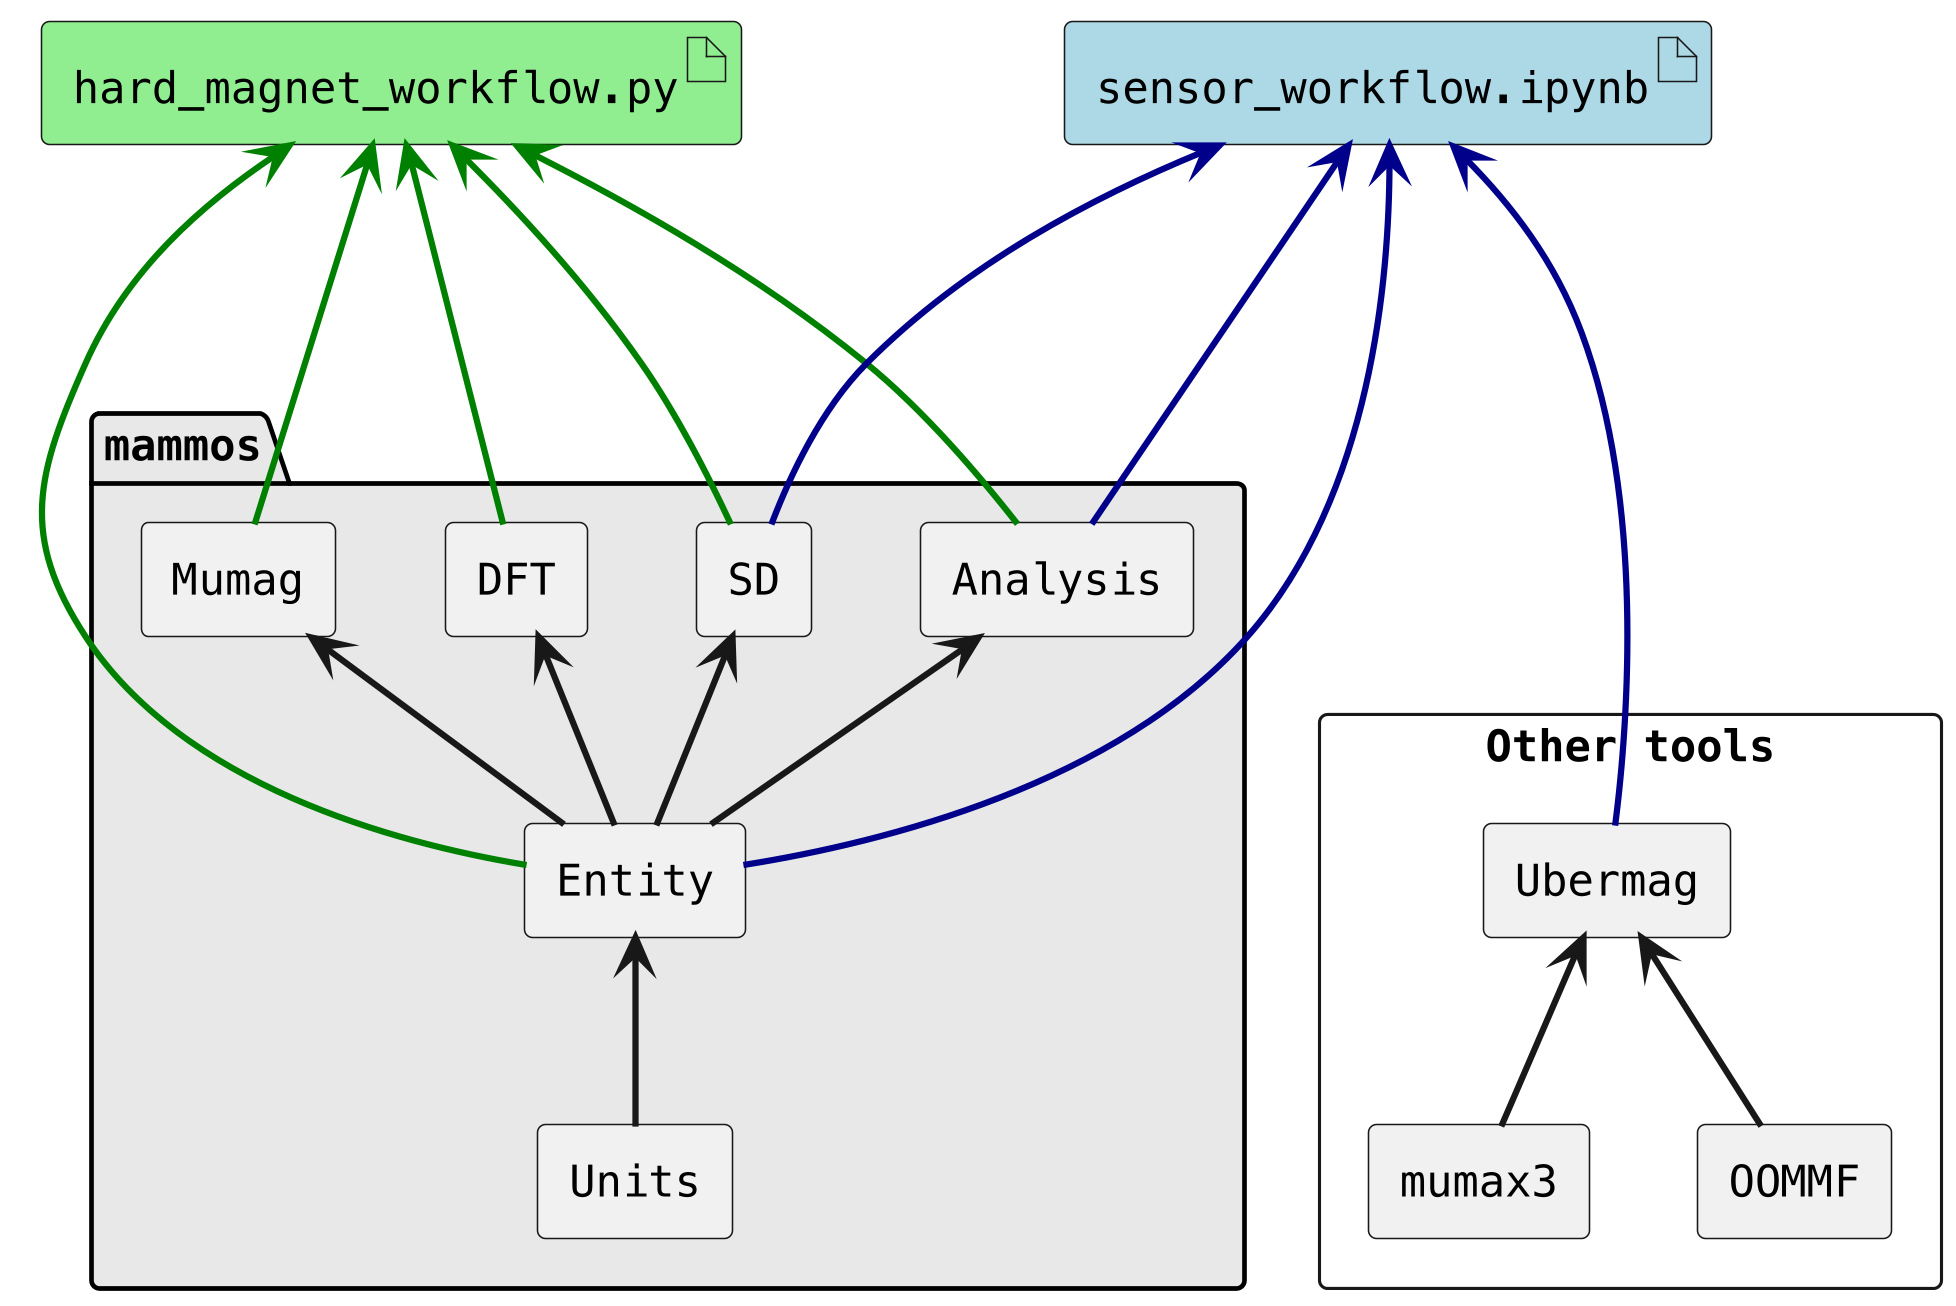 hard_magnet_workflow.py
sensor_workflow.ipynb
mammos
Mumag
DFT
SD
Analysis
Other tools
Entity
Ubermag
Units
mumax3
OOMMF